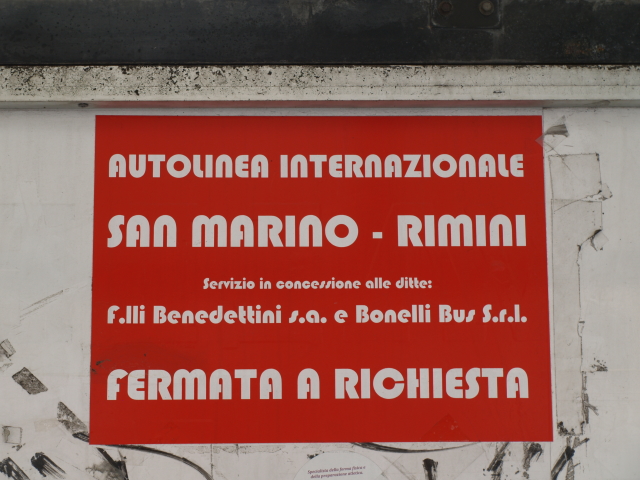 AUTOLINEA INTERNAZIONALE
SAN MARINO - RIMINI
Servizio in concessione alle ditte:
F.lli Benedettini s.a. e Bonelli Bus S.r.l.
FERMATA A RICHIESTA